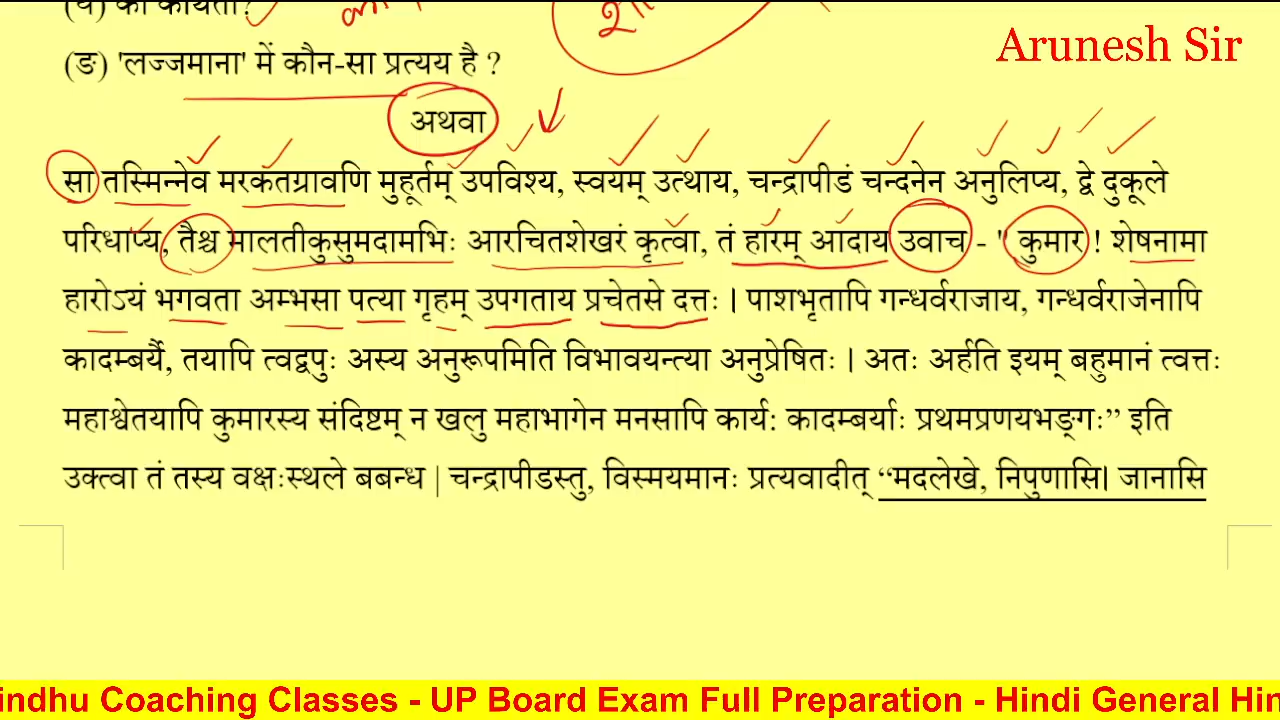 (घ) का कीयता?
Arunesh Sir
(ङ) 'लज्जमाना' में कौन-सा प्रत्यय है ?
अथवा
सा तस्मिन्नेव मरकतग्रावणि मुहूर्तम् उपविश्य, स्वयम् उत्थाय, चन्द्रापीडं चन्दनेन अनुलिप्य, द्वे दुकूले
परिधाप्य, तैश्च मालतीकुसुमदामभिः आरचितशेखरं कृत्वा, तं हारम् आदाय उवाच - " कुमार ! शेषनामा
हारोऽयं भगवता अम्भसा पत्या गृहम् उपगताय प्रचेतसे दत्तः । पाशभृतापि गन्धर्वराजाय, गन्धर्वराजेनापि
कादम्बर्यै, तयापि त्वद्वपुः अस्य अनुरूपमिति विभावयन्त्या अनुप्रेषितः । अतः अर्हति इयम् बहुमानं त्वत्तः
महाश्वेतयापि कुमारस्य संदिष्टम् न खलु महाभागेन मनसापि कार्य: कादम्बर्याः प्रथमप्रणयभङ्गः” इति
उक्त्वा तं तस्य वक्षःस्थले बबन्ध | चन्द्रापीडस्तु, विस्मयमानः प्रत्यवादीत् “मदलेखे, निपुणासि। जानासि
indhu Coaching Classes - UP Board Exam Full Preparation - Hindi General Hin